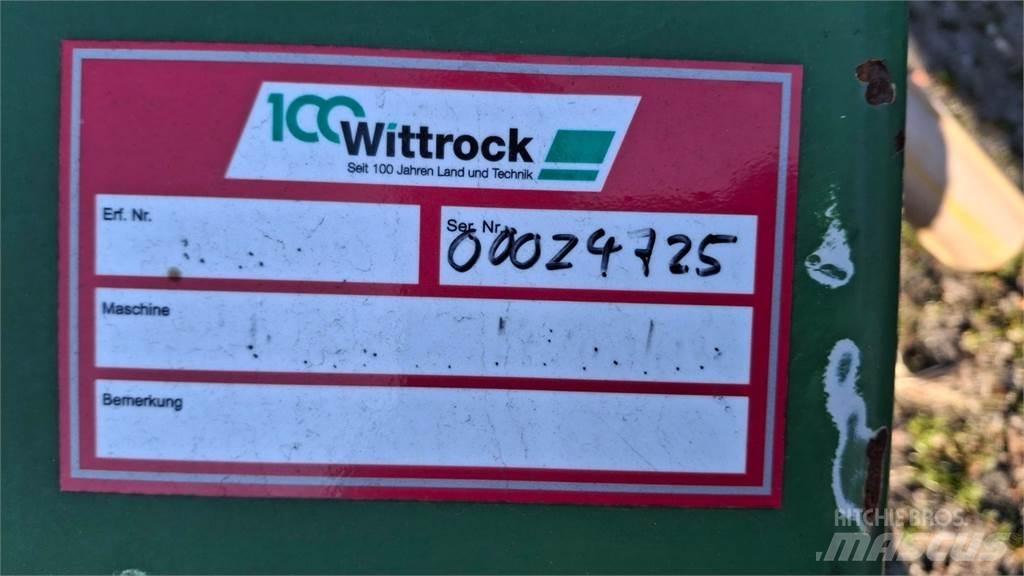 100 Wittrock
Seit 100 Jahren Land und Technik
Erf. Nr.
Ser. Nr.
00024725
Maschine
Bemerkung
RITCHIE BROS.
MASCUS